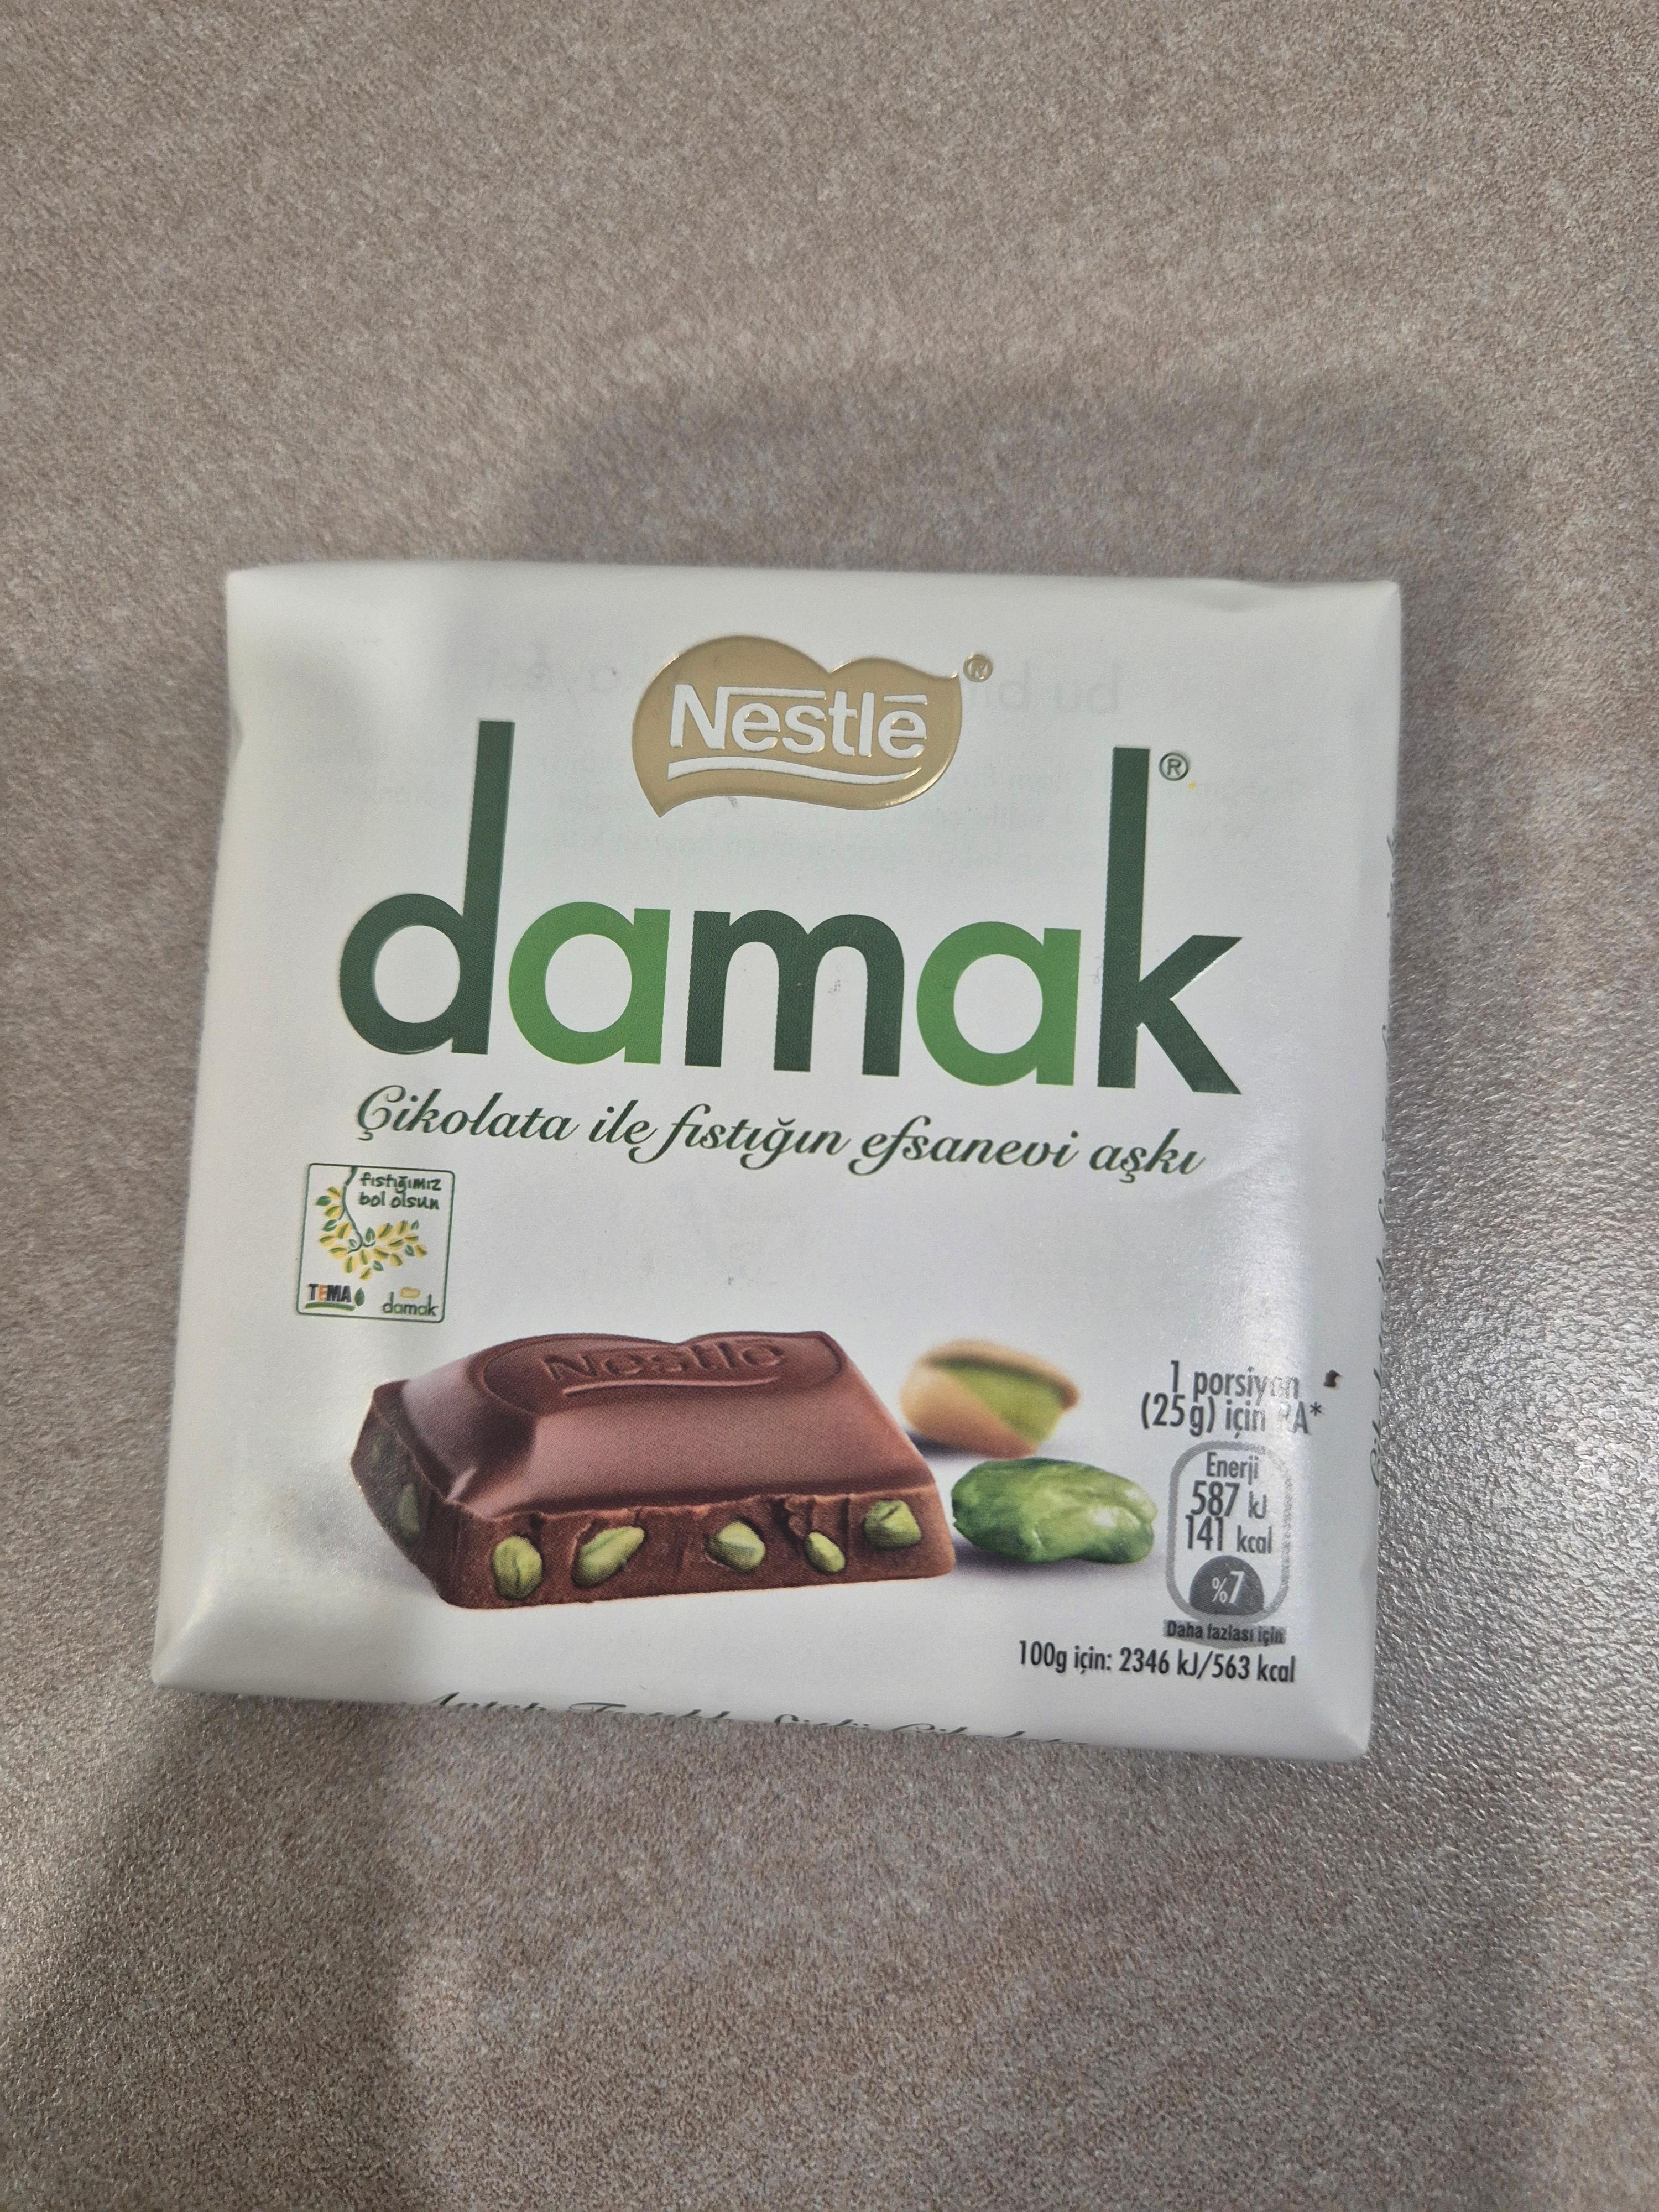 Nestlé
®
damak®
Çikolata ile fıstığın efsanevi aşkı
fıstığımız
bol olsun
TEMA
damak
Nestlé
1 porsiyon
(25g) için RA*
Enerji
587 kJ
141 kcal
%7
Daha fazlası için
100g için: 2346 kJ/563 kcal